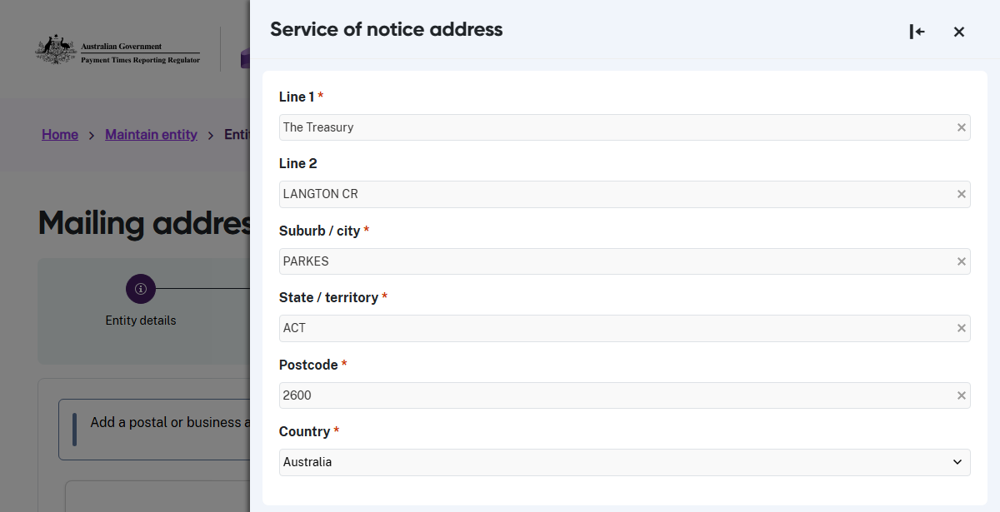 Australian Government
Payment Times Reporting Regulator
Home > Maintain entity >
Mailing
Entity details
Add a postal or business
Service of notice address
Line 1 *
The Treasury
Line 2
LANGTON CR
Suburb / city *
PARKES
State / territory *
ACT
Postcode *
2600
Country *
Australia